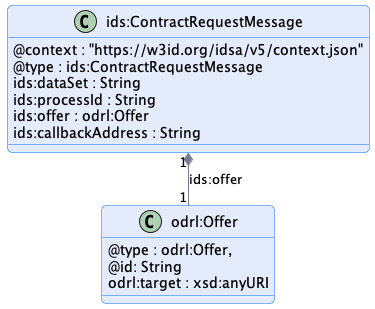 C ids:ContractRequestMessage
@context : "https://w3id.org/idsa/v5/context.json"
@type : ids:ContractRequestMessage
ids:dataSet : String
ids:processId : String
ids:offer : odrl:Offer
ids:callbackAddress : String
1
ids:offer
1
C odrl:Offer
@type : odrl:Offer,
@id: String
odrl:target : xsd:anyURI